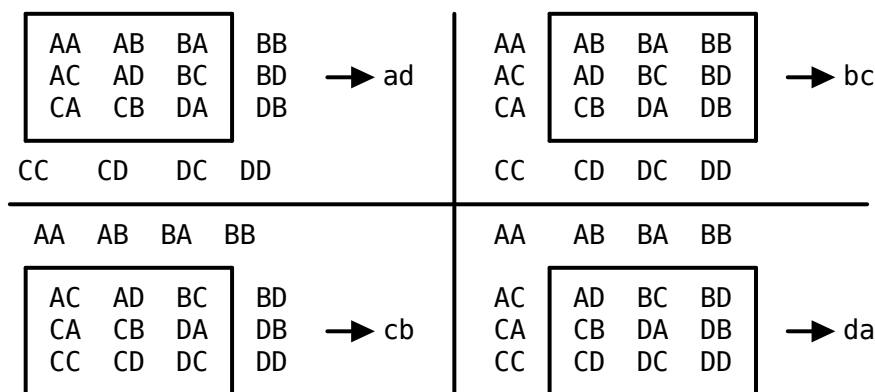 AA AB BA BB
AC AD BC BD → ad
CA CB DA DB
CC CD DC DD
AA AB BA BB
AC AD BC BD → bc
CA CB DA DB
CC CD DC DD
AA AB BA BB
AC AD BC BD
CA CB DA DB → cb
CC CD DC DD
AA AB BA BB
AC AD BC BD
CA CB DA DB → da
CC CD DC DD